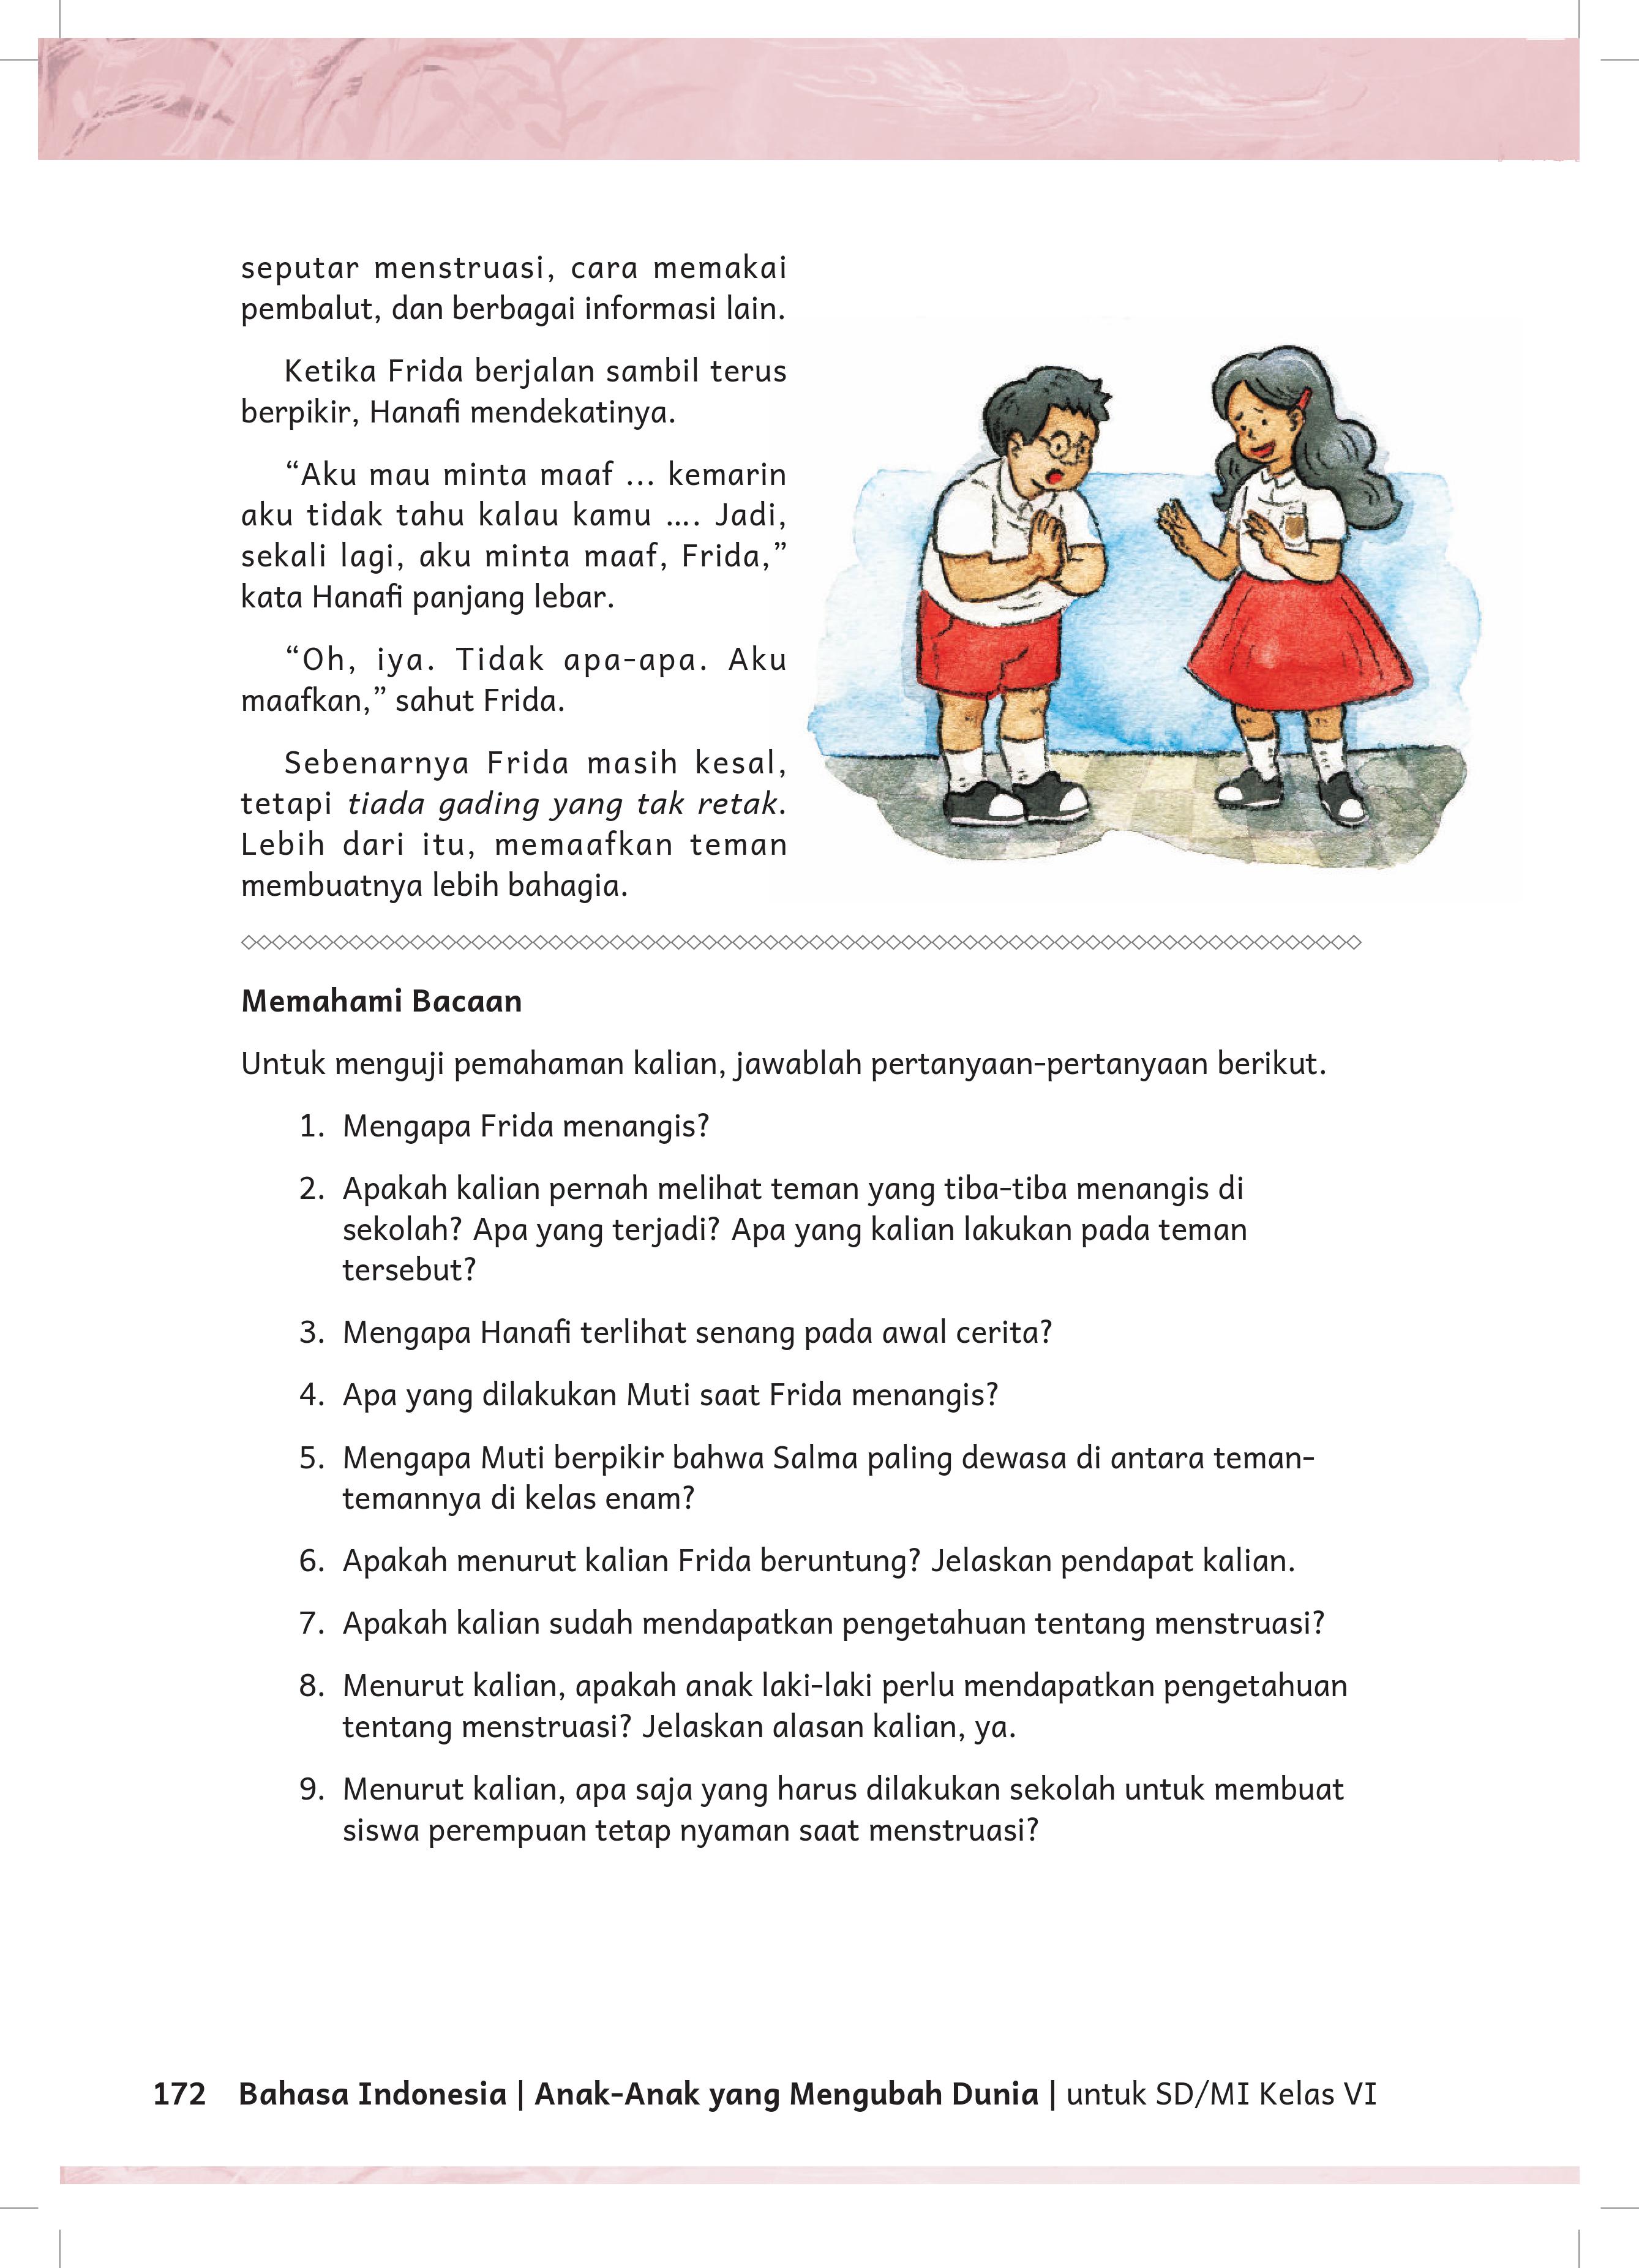 seputar menstruasi, cara memakai
pembalut, dan berbagai informasi lain.
Ketika Frida berjalan sambil terus
berpikir, Hanafi mendekatinya.
“Aku mau minta maaf ... kemarin
aku tidak tahu kalau kamu .... Jadi,
sekali lagi, aku minta maaf, Frida,”
kata Hanafi panjang lebar.
“Oh, iya. Tidak apa-apa. Aku
maafkan,” sahut Frida.
Sebenarnya Frida masih kesal,
tetapi tiada gading yang tak retak.
Lebih dari itu, memaafkan teman
membuatnya lebih bahagia.
Memahami Bacaan
Untuk menguji pemahaman kalian, jawablah pertanyaan-pertanyaan berikut.
1. Mengapa Frida menangis?
2. Apakah kalian pernah melihat teman yang tiba-tiba menangis di
sekolah? Apa yang terjadi? Apa yang kalian lakukan pada teman
tersebut?
3. Mengapa Hanafi terlihat senang pada awal cerita?
4. Apa yang dilakukan Muti saat Frida menangis?
5. Mengapa Muti berpikir bahwa Salma paling dewasa di antara teman-
temannya di kelas enam?
6. Apakah menurut kalian Frida beruntung? Jelaskan pendapat kalian.
7. Apakah kalian sudah mendapatkan pengetahuan tentang menstruasi?
8. Menurut kalian, apakah anak laki-laki perlu mendapatkan pengetahuan
tentang menstruasi? Jelaskan alasan kalian, ya.
9. Menurut kalian, apa saja yang harus dilakukan sekolah untuk membuat
siswa perempuan tetap nyaman saat menstruasi?
172 Bahasa Indonesia | Anak-Anak yang Mengubah Dunia | untuk SD/MI Kelas VI